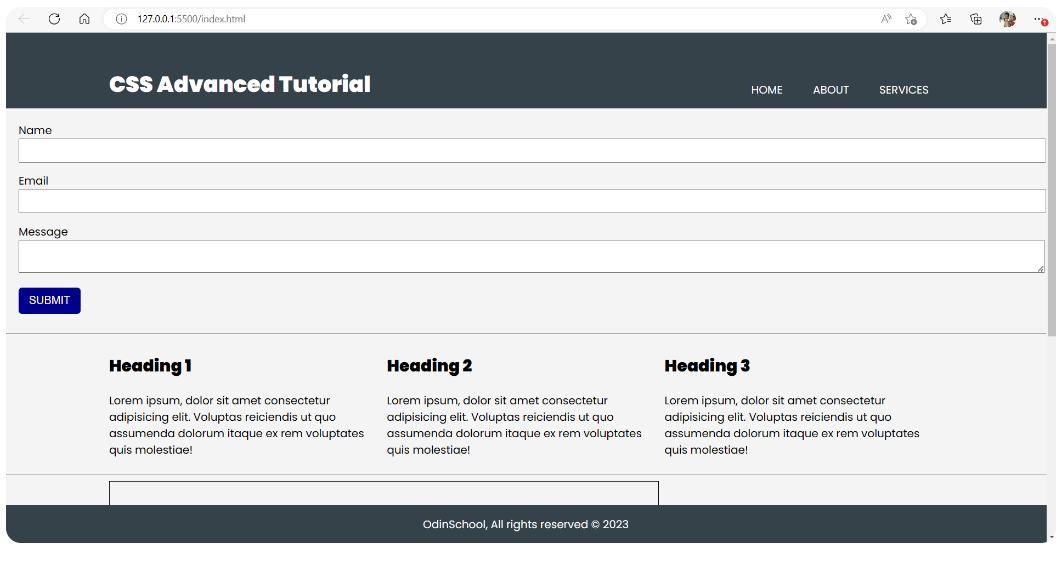 127.0.0.1:5500/index.html
CSS Advanced Tutorial
HOME ABOUT SERVICES
Name
Email
Message
SUBMIT
Heading 1
Lorem ipsum, dolor sit amet consectetur
adipisicing elit. Voluptas reiciendis ut quo
assumenda dolorum itaque ex rem voluptates
quis molestiae!
Heading 2
Lorem ipsum, dolor sit amet consectetur
adipisicing elit. Voluptas reiciendis ut quo
assumenda dolorum itaque ex rem voluptates
quis molestiae!
Heading 3
Lorem ipsum, dolor sit amet consectetur
adipisicing elit. Voluptas reiciendis ut quo
assumenda dolorum itaque ex rem voluptates
quis molestiae!
OdinSchool, All rights reserved © 2023